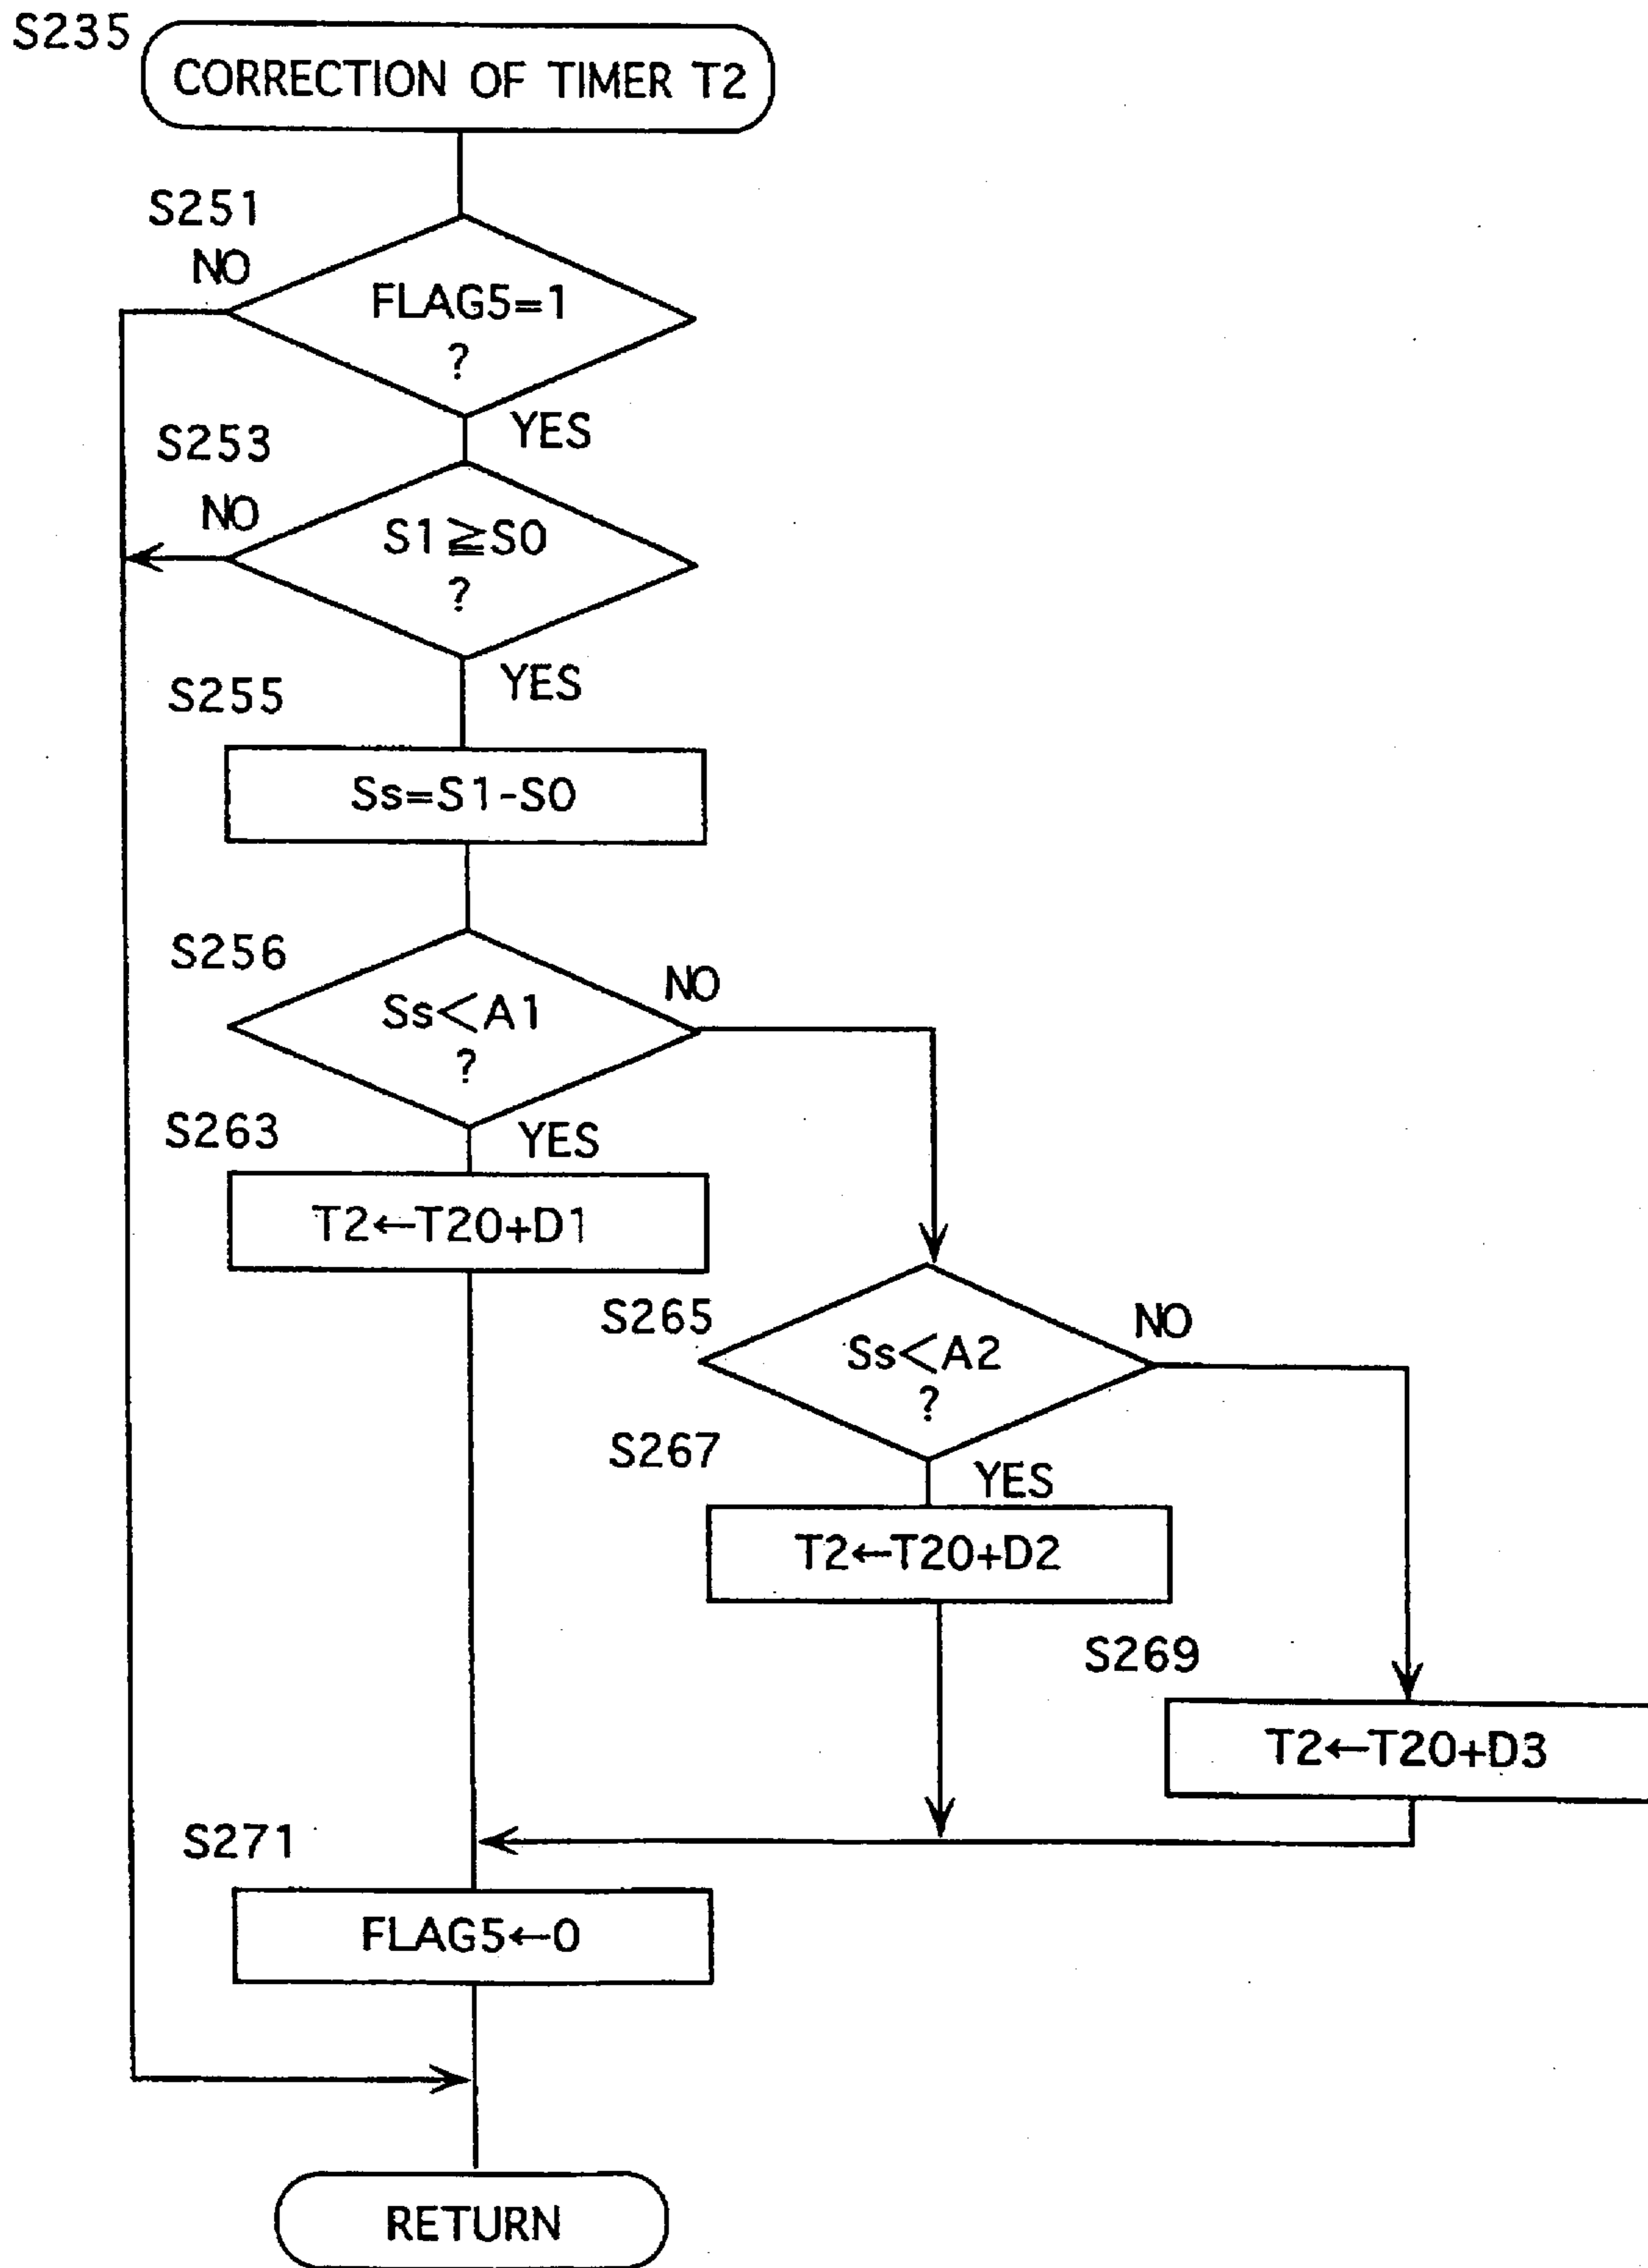 S235
CORRECTION OF TIMER T2
S251
NO
FLAG5=1
?
YES
S253
NO
S1≧S0
?
YES
S255
Ss=S1-S0
S256
NO
Ss<A1
?
YES
S263
T2←T20+D1
S265
NO
Ss<A2
?
YES
S267
T2←T20+D2
S269
T2←T20+D3
S271
FLAG5←0
RETURN